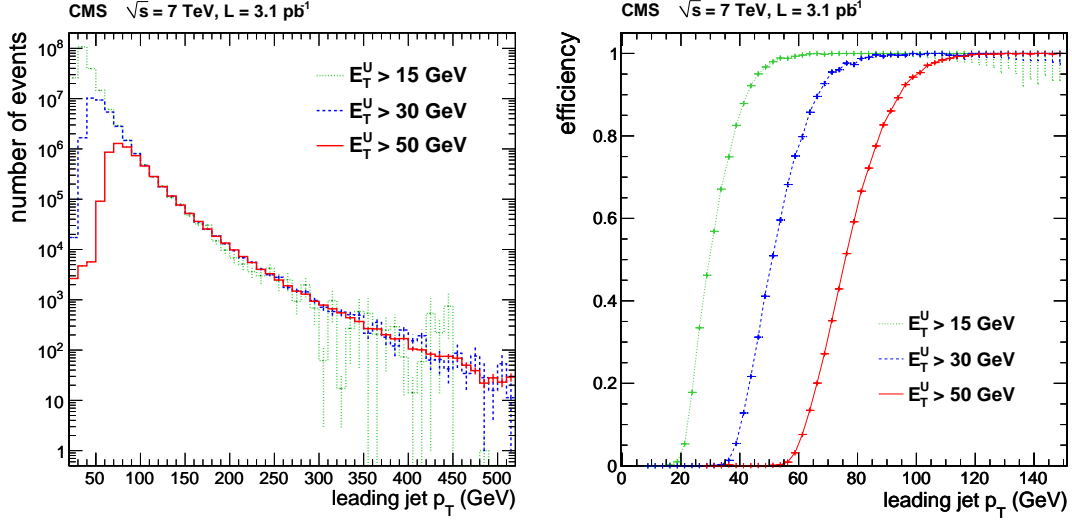 CMS √s = 7 TeV, L = 3.1 pb⁻¹
number of events
10⁸
10⁷
10⁶
10⁵
10⁴
10³
10²
10
1
E_T^U > 15 GeV
E_T^U > 30 GeV
E_T^U > 50 GeV
50 100 150 200 250 300 350 400 450 500
leading jet p_T (GeV)
CMS √s = 7 TeV, L = 3.1 pb⁻¹
efficiency
1
0.8
0.6
0.4
0.2
0
E_T^U > 15 GeV
E_T^U > 30 GeV
E_T^U > 50 GeV
0 20 40 60 80 100 120 140
leading jet p_T (GeV)